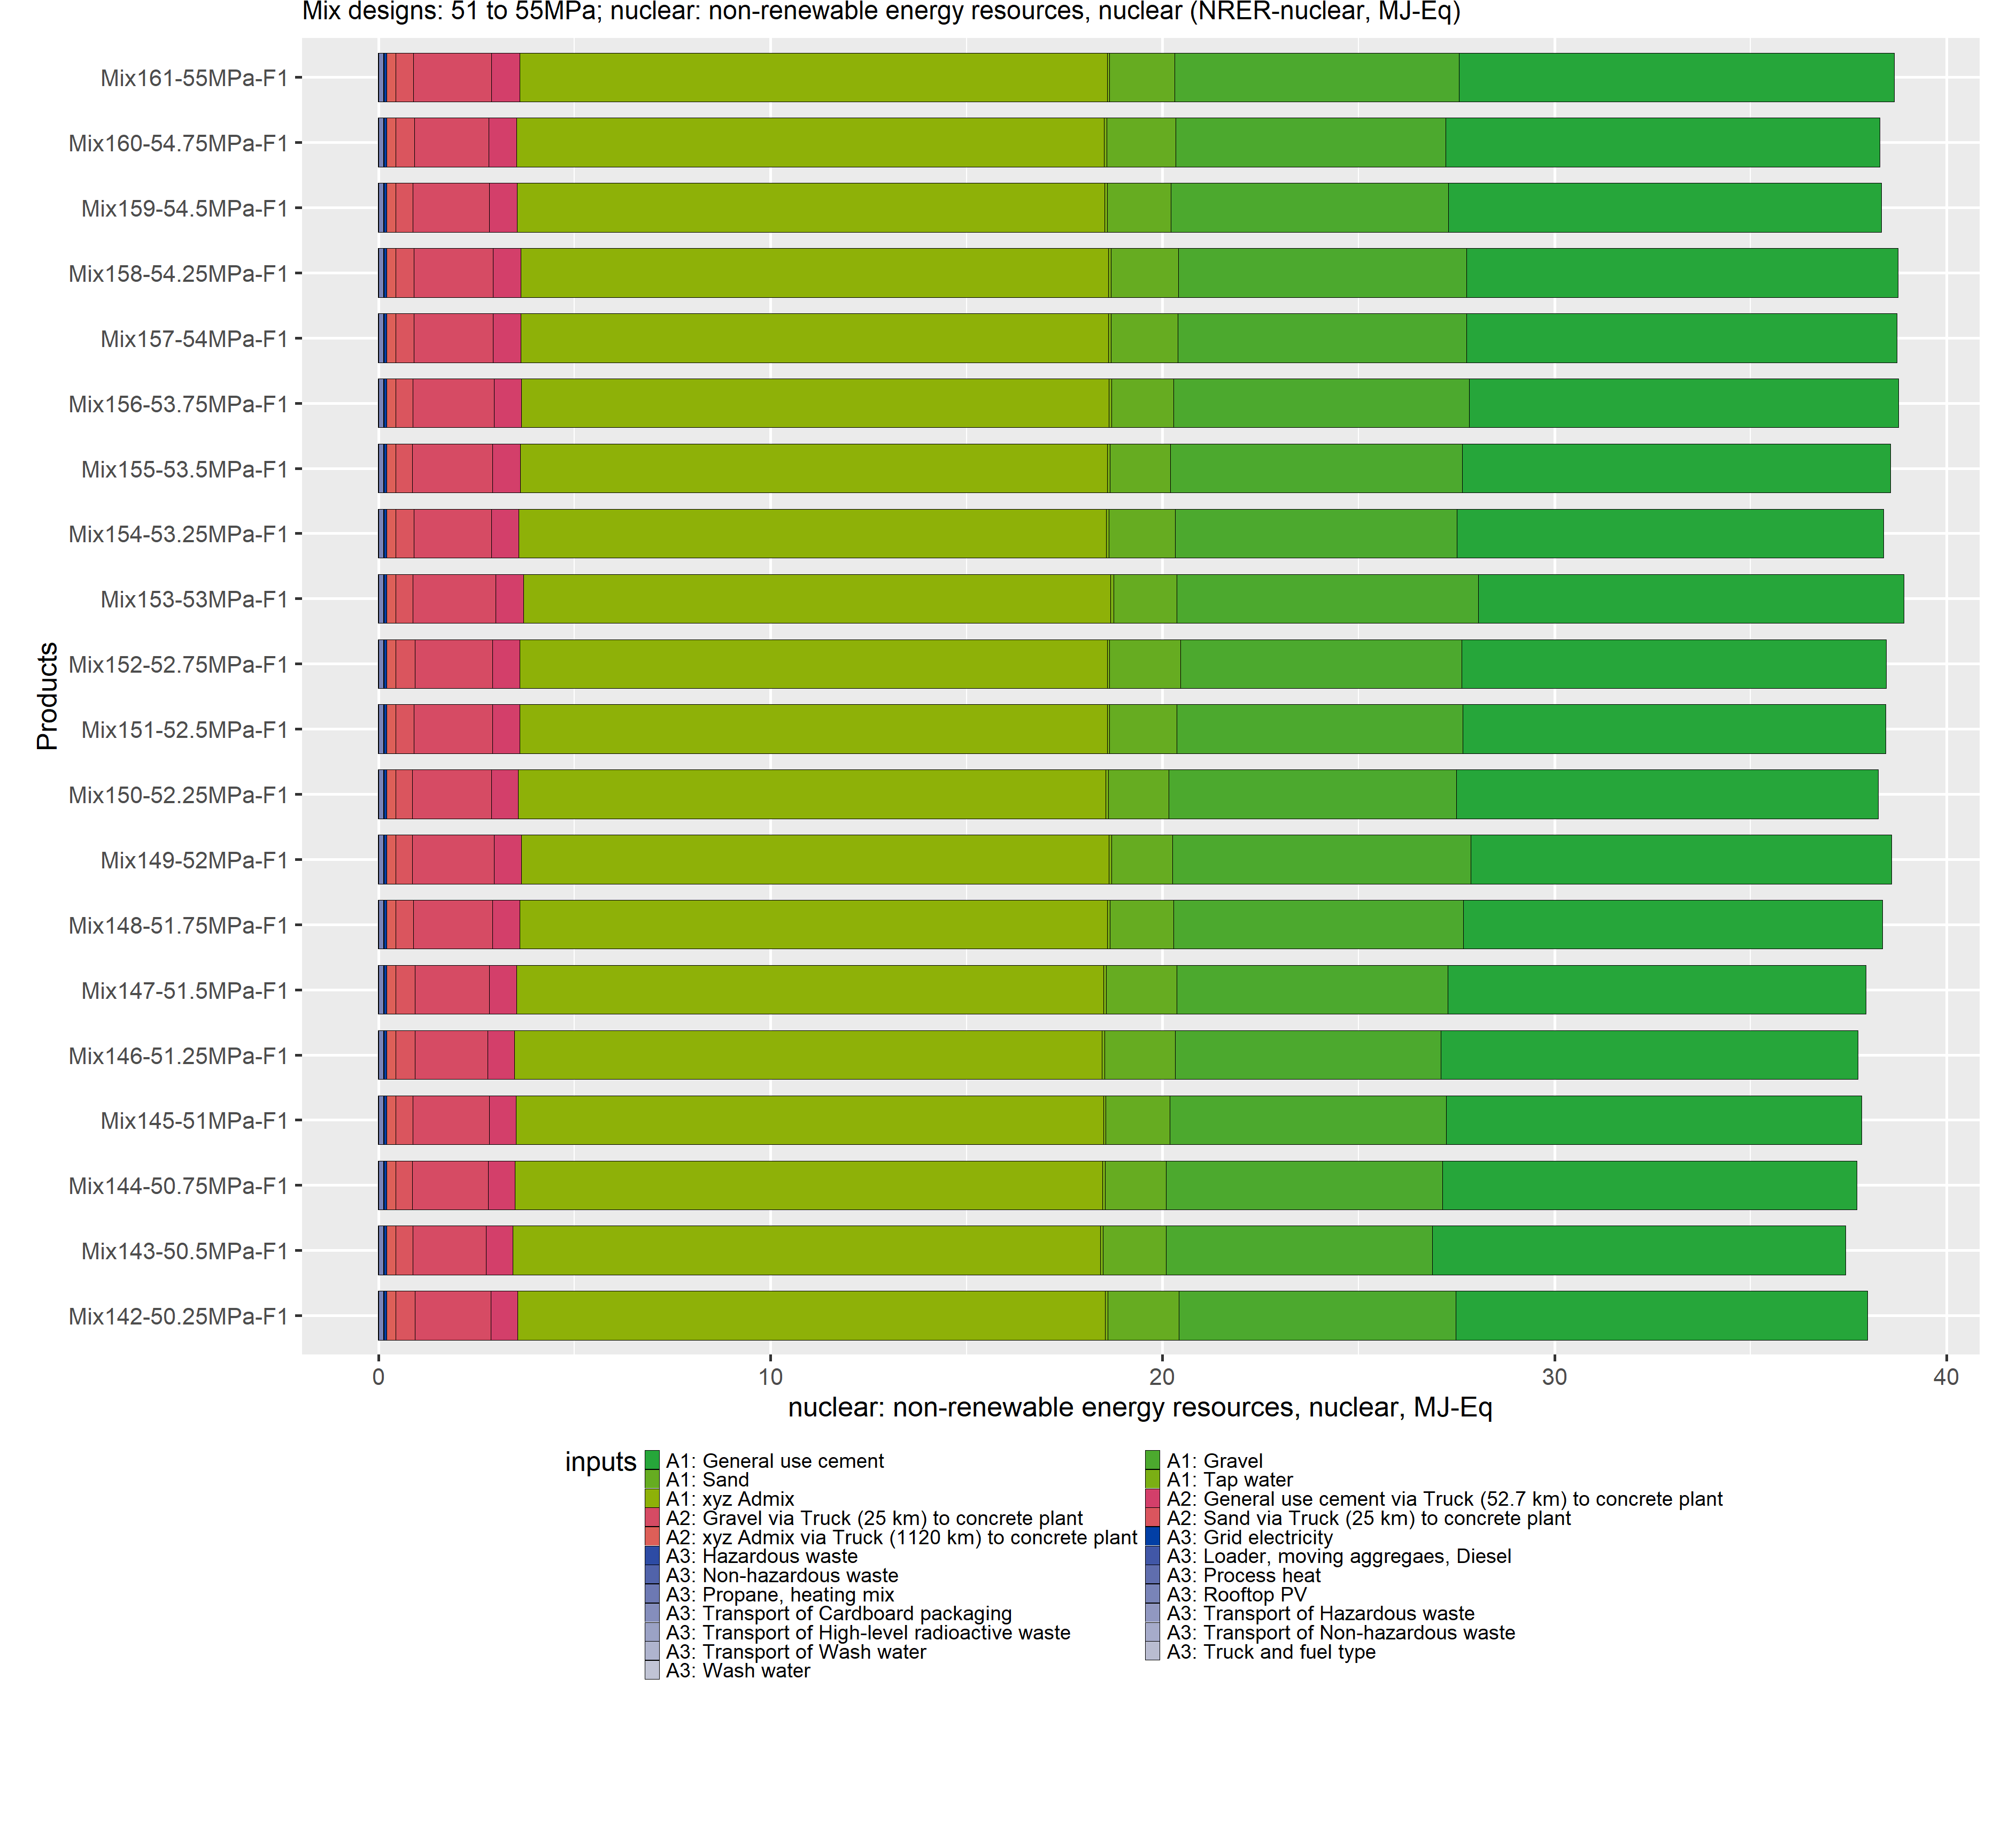 Mix designs: 51 to 55MPa; nuclear: non-renewable energy resources, nuclear (NRER-nuclear, MJ-Eq)
Products
Mix161-55MPa-F1
Mix160-54.75MPa-F1
Mix159-54.5MPa-F1
Mix158-54.25MPa-F1
Mix157-54MPa-F1
Mix156-53.75MPa-F1
Mix155-53.5MPa-F1
Mix154-53.25MPa-F1
Mix153-53MPa-F1
Mix152-52.75MPa-F1
Mix151-52.5MPa-F1
Mix150-52.25MPa-F1
Mix149-52MPa-F1
Mix148-51.75MPa-F1
Mix147-51.5MPa-F1
Mix146-51.25MPa-F1
Mix145-51MPa-F1
Mix144-50.75MPa-F1
Mix143-50.5MPa-F1
Mix142-50.25MPa-F1
0 10 20 30 40
nuclear: non-renewable energy resources, nuclear, MJ-Eq
inputs
A1: General use cement A1: Gravel
A1: Sand A1: Tap water
A1: xyz Admix A2: General use cement via Truck (52.7 km) to concrete plant
A2: Gravel via Truck (25 km) to concrete plant A2: Sand via Truck (25 km) to concrete plant
A2: xyz Admix via Truck (1120 km) to concrete plant A3: Grid electricity
A3: Hazardous waste A3: Loader, moving aggregaes, Diesel
A3: Non-hazardous waste A3: Process heat
A3: Propane, heating mix A3: Rooftop PV
A3: Transport of Cardboard packaging A3: Transport of Hazardous waste
A3: Transport of High-level radioactive waste A3: Transport of Non-hazardous waste
A3: Transport of Wash water A3: Truck and fuel type
A3: Wash water